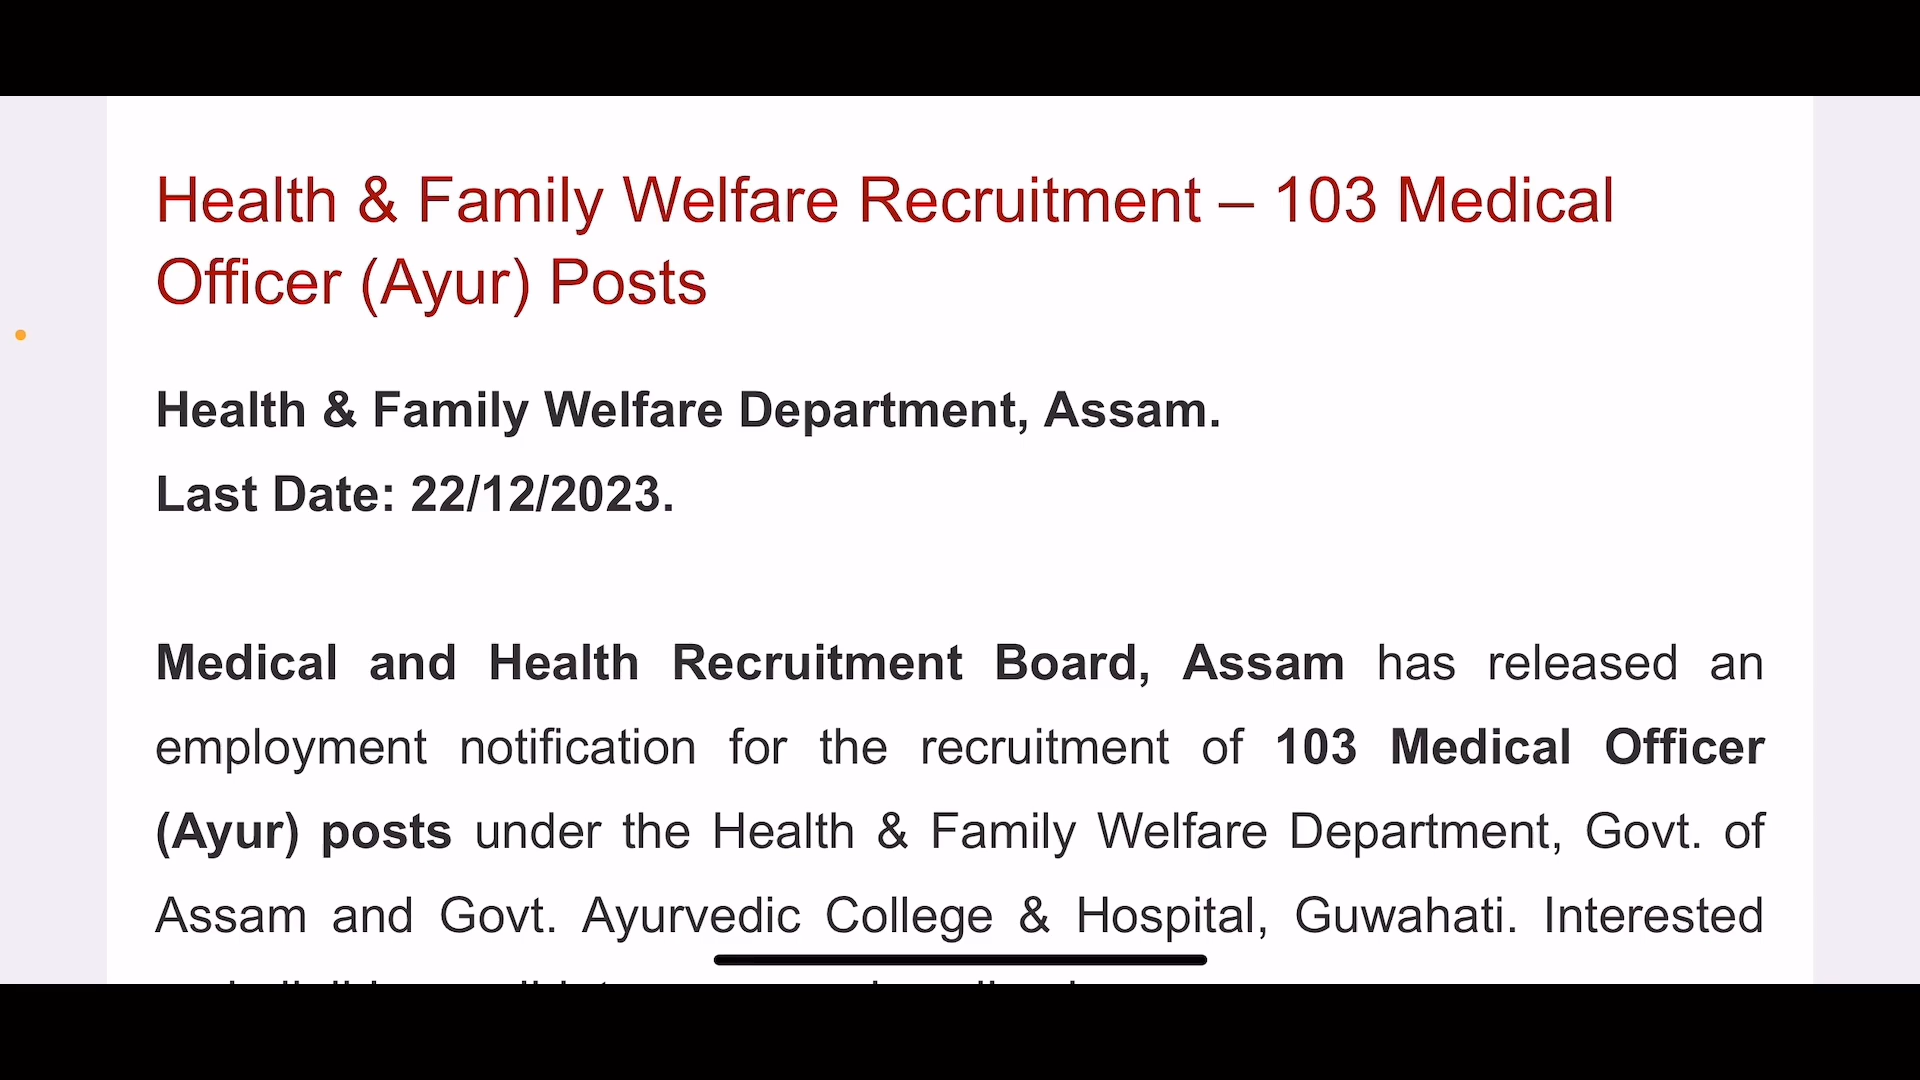 Health & Family Welfare Recruitment – 103 Medical
Officer (Ayur) Posts
Health & Family Welfare Department, Assam.
Last Date: 22/12/2023.
Medical and Health Recruitment Board, Assam has released an
employment notification for the recruitment of 103 Medical Officer
(Ayur) posts under the Health & Family Welfare Department, Govt. of
Assam and Govt. Ayurvedic College & Hospital, Guwahati. Interested